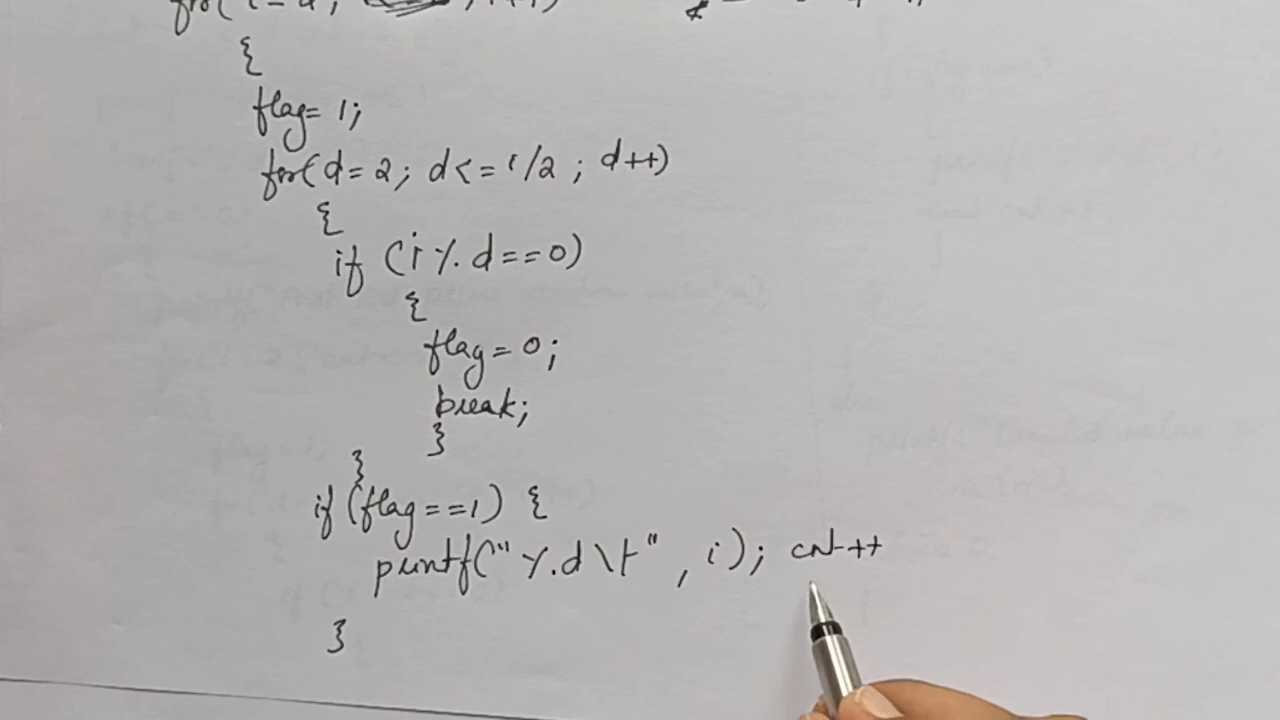 {
flag= 1;
for( d= 2; d<= i/2 ; d++)
{
if (i % d==0)
{
flag= 0;
break;
}
}
if (flag==1) {
printf("%d\t", i); cnt++
}